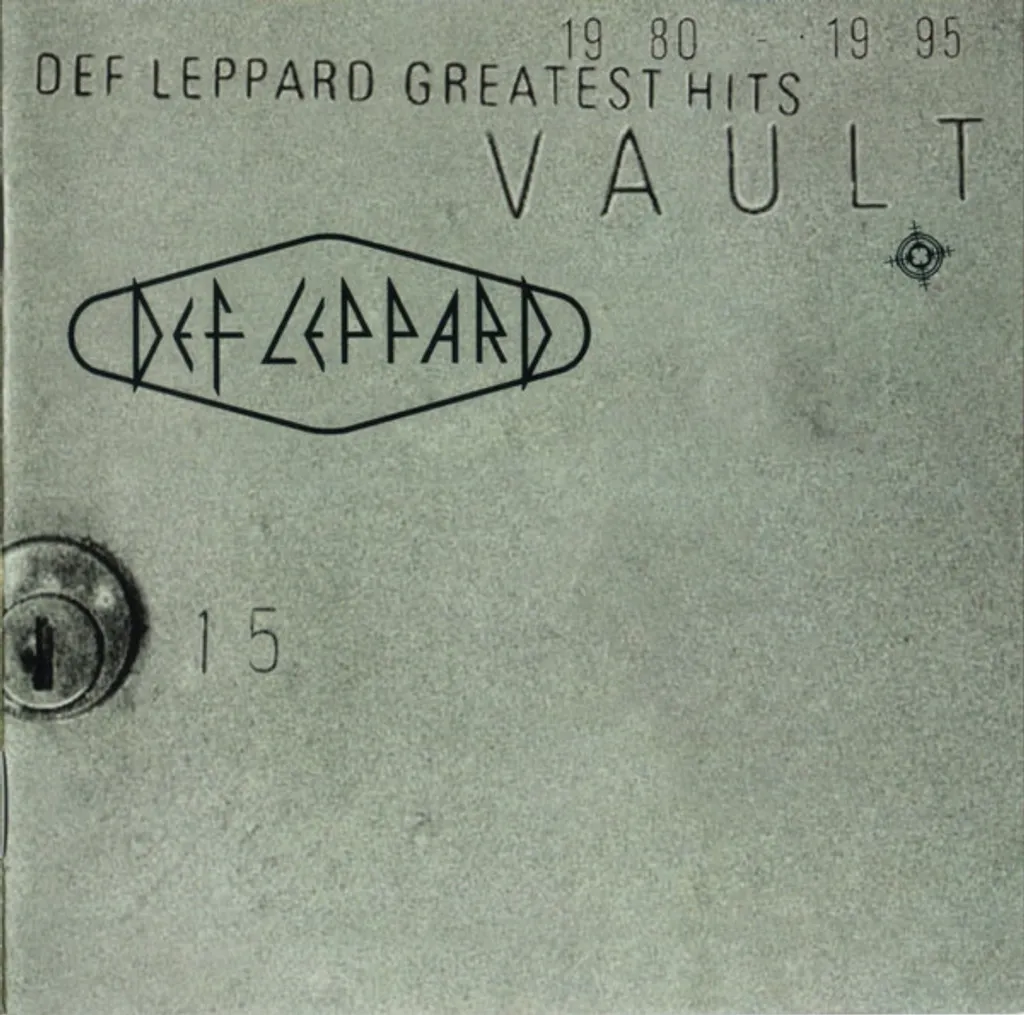 19 80 - 19 95
DEF LEPPARD GREATEST HITS
VAULT
DEF LEPPARD
15